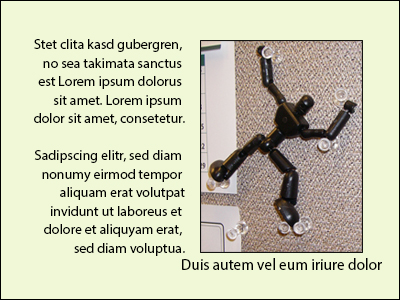 Stet clita kasd gubergren,
no sea takimata sanctus
est Lorem ipsum dolorus
sit amet. Lorem ipsum
dolor sit amet, consetetur.
Sadipscing elitr, sed diam
nonumy eirmod tempor
aliquam erat volutpat
invidunt ut laboreus et
dolore et aliquyam erat,
sed diam voluptua.
Duis autem vel eum iriure dolor